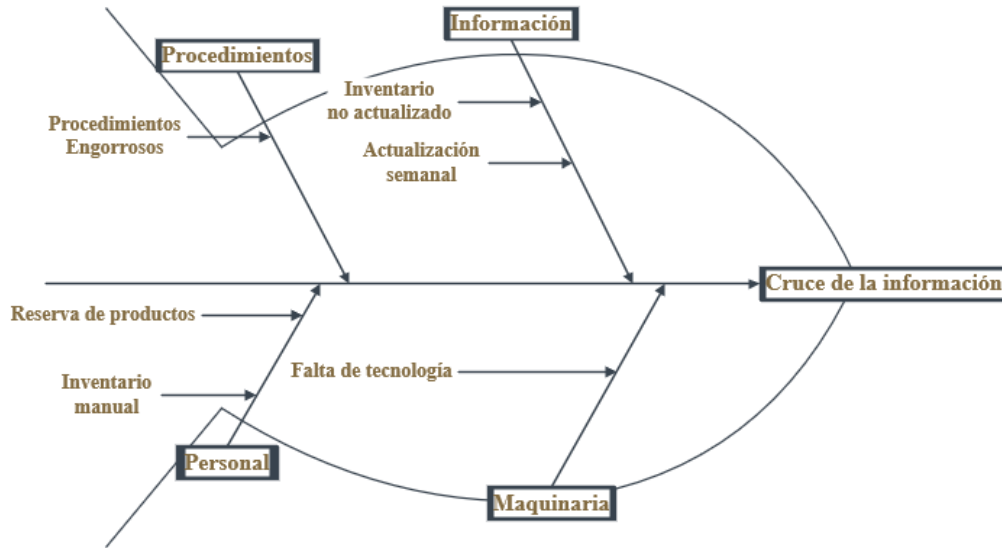 Información
Procedimientos
Inventario
no actualizado
Procedimientos
Engorrosos
Actualización
semanal
Cruce de la información
Reserva de productos
Falta de tecnología
Inventario
manual
Personal
Maquinaria